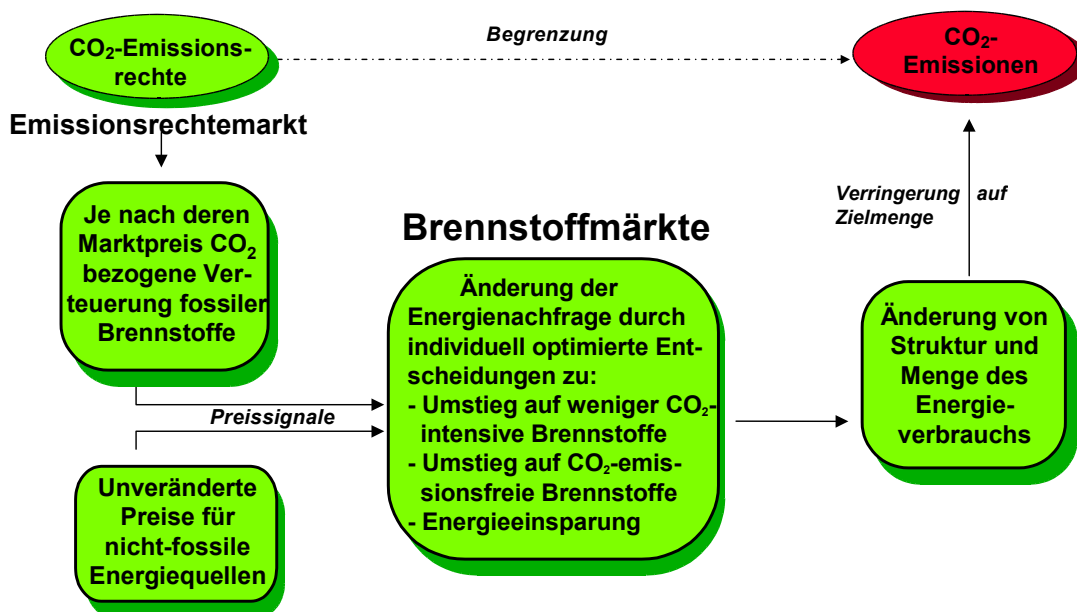 CO₂-Emissions-
rechte
Begrenzung
CO₂-
Emissionen
Emissionsrechtemarkt
Je nach deren
Marktpreis CO₂
bezogene Ver-
teuerung fossiler
Brennstoffe
Verringerung auf
Zielmenge
Brennstoffmärkte
Änderung der
Energienachfrage durch
individuell optimierte Ent-
scheidungen zu:
- Umstieg auf weniger CO₂-
intensive Brennstoffe
- Umstieg auf CO₂-emis-
sionsfreie Brennstoffe
- Energieeinsparung
Änderung von
Struktur und
Menge des
Energie-
verbrauchs
Preissignale
Unveränderte
Preise für
nicht-fossile
Energiequellen